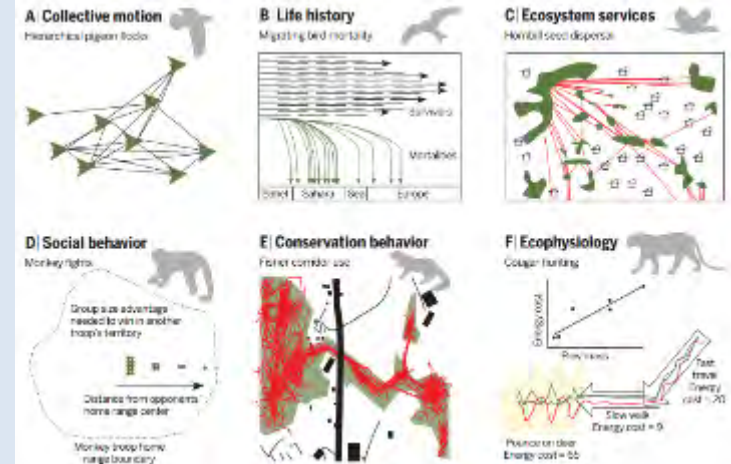 A| Collective motion
Hierarchical pigeon flocks
B| Life history
Migrating bird mortality
Survivors
Mortalities
Sahel | Sahara | Sea | Europe
C| Ecosystem services
Hornbill seed dispersal
D| Social behavior
Monkey fights
Group size advantage
needed to win in another
troop's territory
Distance from opponents'
home range center
Monkey troop home
range boundary
E| Conservation behavior
Fisher corridor use
F| Ecophysiology
Cougar hunting
Energy cost
Prey mass
Fast
travel
Energy
cost = 20
Slow walk
Energy cost = 9
Pounce on deer
Energy cost = 65